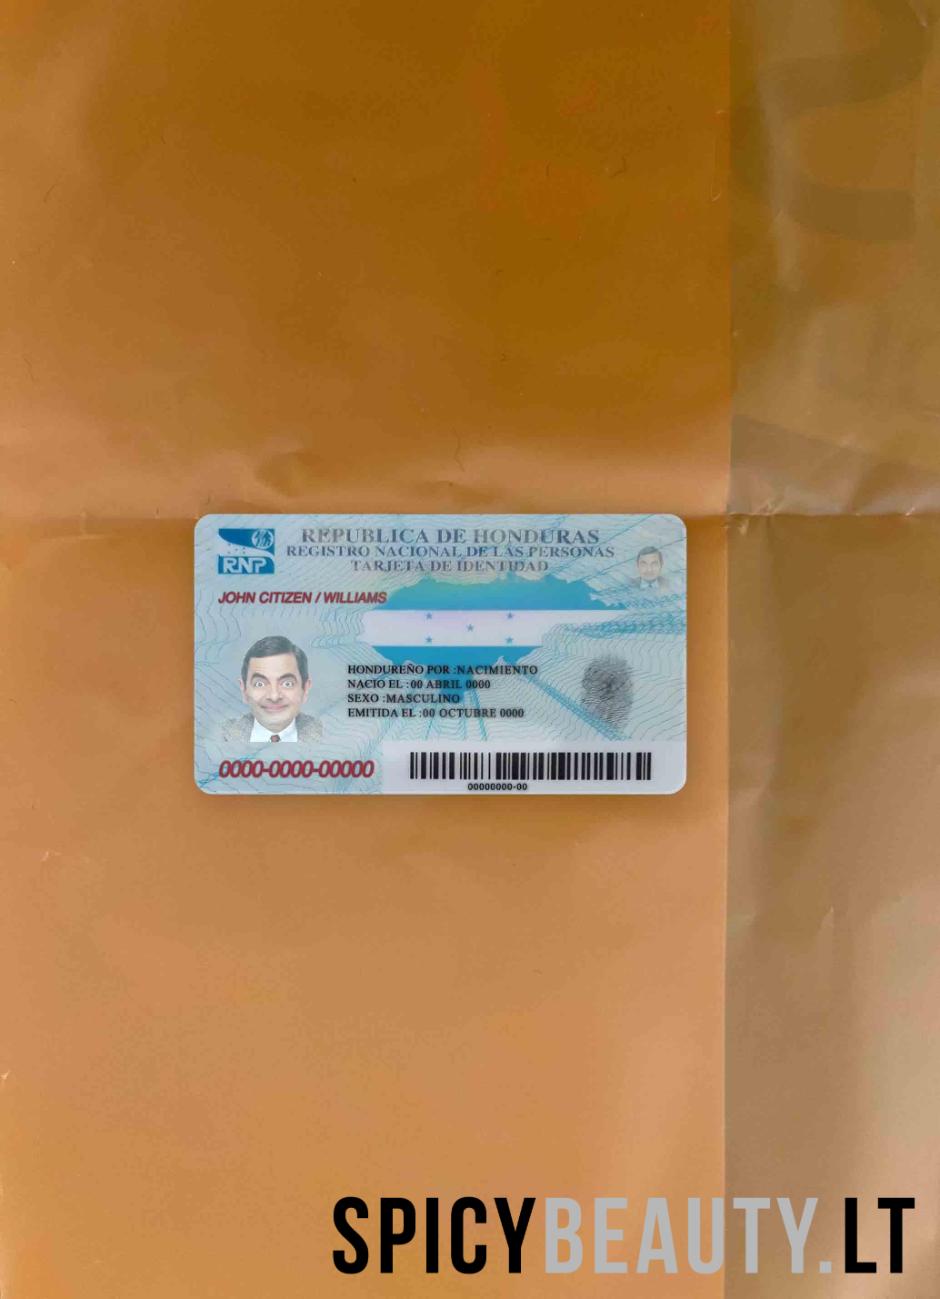 RNP
REPUBLICA DE HONDURAS
REGISTRO NACIONAL DE LAS PERSONAS
TARJETA DE IDENTIDAD
JOHN CITIZEN / WILLIAMS
HONDUREÑO POR :NACIMIENTO
NACIO EL :00 ABRIL 0000
SEXO :MASCULINO
EMITIDA EL :00 OCTUBRE 0000
0000-0000-00000
00000000-00
SPICYBEAUTY.LT